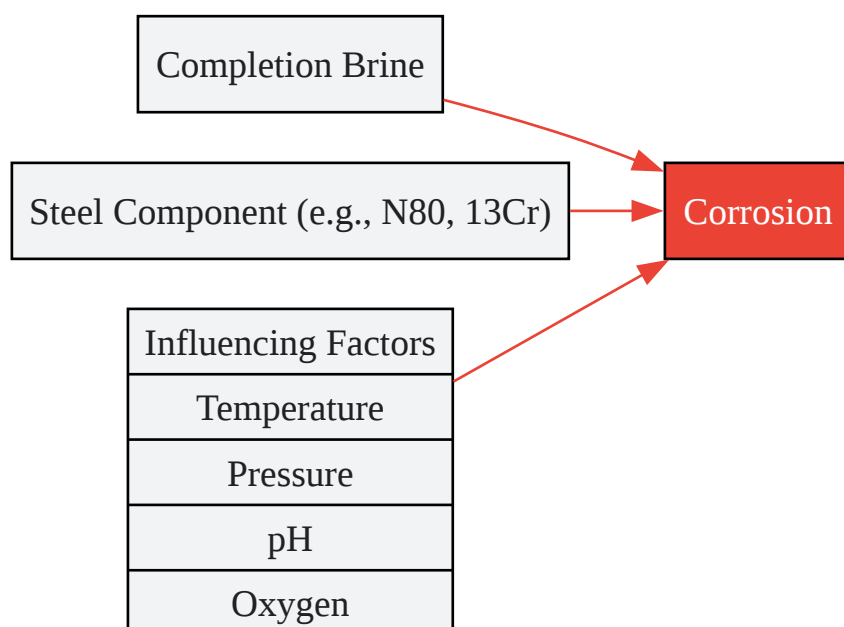 Completion Brine
Steel Component (e.g., N80, 13Cr)
Corrosion
Influencing Factors
Temperature
Pressure
pH
Oxygen